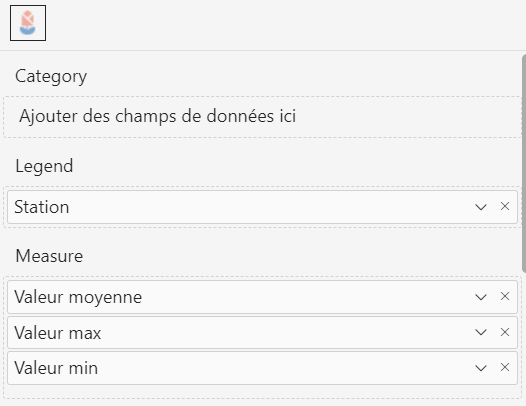 Category
Ajouter des champs de données ici
Legend
Station
Measure
Valeur moyenne
Valeur max
Valeur min